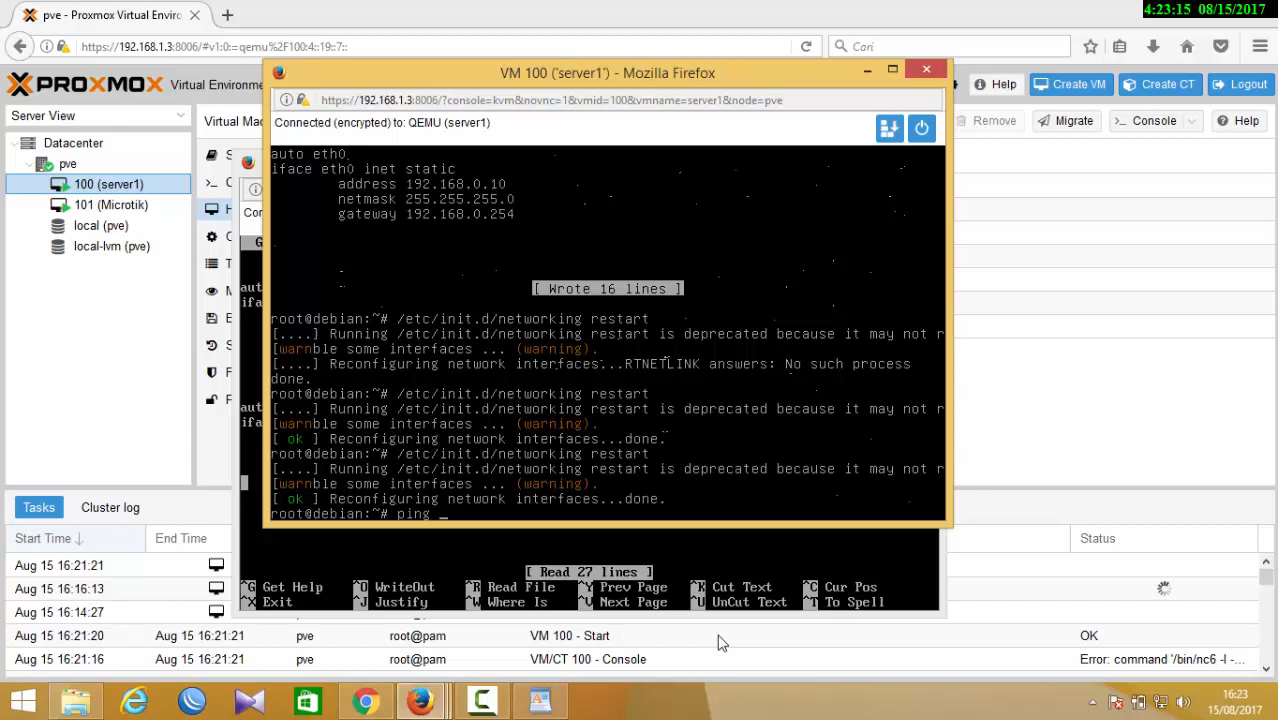 4:23:15 08/15/2017
pve - Proxmox Virtual Enviro
https://192.168.1.3:8006/#v1:0:=qemu%2F100:4::19::7::
Cari
PROXMOX Virtual Environme
Help
Create VM
Create CT
Logout
Server View
Datacenter
pve
100 (server1)
101 (Microtik)
local (pve)
local-lvm (pve)
Remove
Migrate
Console
Help
VM 100 ('server1') - Mozilla Firefox
https://192.168.1.3:8006/?console=kvm&novnc=1&vmid=100&vmname=server1&node=pve
Connected (encrypted) to: QEMU (server1)
auto eth0
iface eth0 inet static
address 192.168.0.10
netmask 255.255.255.0
gateway 192.168.0.254
[ Wrote 16 lines ]
root@debian:~# /etc/init.d/networking restart
[....] Running /etc/init.d/networking restart is deprecated because it may not r
[warnble some interfaces ... (warning).
[....] Reconfiguring network interfaces...RTNETLINK answers: No such process
done.
root@debian:~# /etc/init.d/networking restart
[....] Running /etc/init.d/networking restart is deprecated because it may not r
[warnble some interfaces ... (warning).
[ ok ] Reconfiguring network interfaces...done.
root@debian:~# /etc/init.d/networking restart
[....] Running /etc/init.d/networking restart is deprecated because it may not r
[warnble some interfaces ... (warning).
[ ok ] Reconfiguring network interfaces...done.
root@debian:~# ping _
[ Read 27 lines ]
^G Get Help ^O WriteOut ^R Read File ^Y Prev Page ^K Cut Text ^C Cur Pos
^X Exit ^J Justify ^W Where Is ^V Next Page ^U UnCut Text ^T To Spell
Tasks
Cluster log
Start Time
End Time
Status
Aug 15 16:21:21
Aug 15 16:16:13
Aug 15 16:14:27
Aug 15 16:21:20 Aug 15 16:21:21 pve root@pam VM 100 - Start OK
Aug 15 16:21:16 Aug 15 16:21:21 pve root@pam VM/CT 100 - Console Error: command '/bin/nc6 -l -...
16:23
15/08/2017